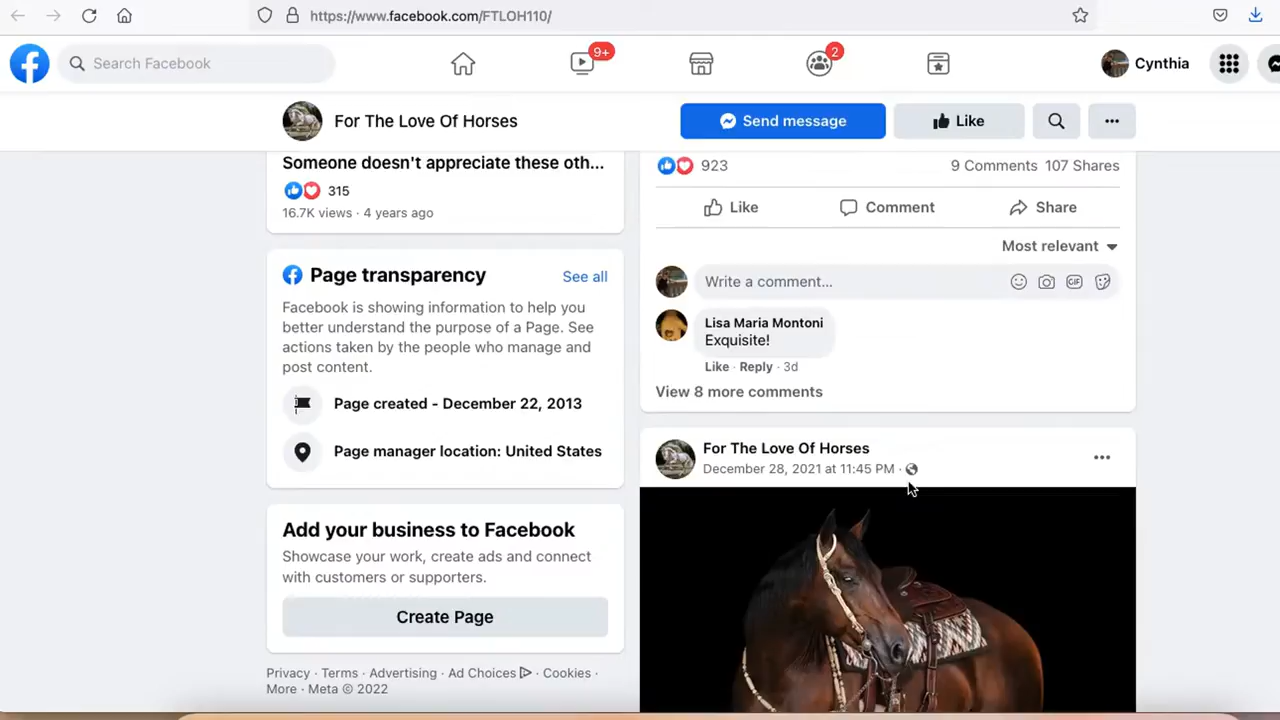 https://www.facebook.com/FTLOH110/
Search Facebook
9+
2
Cynthia
For The Love Of Horses
Send message
Like
Someone doesn't appreciate these oth...
315
16.7K views · 4 years ago
Page transparency
See all
Facebook is showing information to help you
better understand the purpose of a Page. See
actions taken by the people who manage and
post content.
Page created - December 22, 2013
Page manager location: United States
Add your business to Facebook
Showcase your work, create ads and connect
with customers or supporters.
Create Page
Privacy · Terms · Advertising · Ad Choices · Cookies ·
More · Meta © 2022
923
9 Comments 107 Shares
Like
Comment
Share
Most relevant
Write a comment...
GIF
Lisa Maria Montoni
Exquisite!
Like · Reply · 3d
View 8 more comments
For The Love Of Horses
December 28, 2021 at 11:45 PM ·